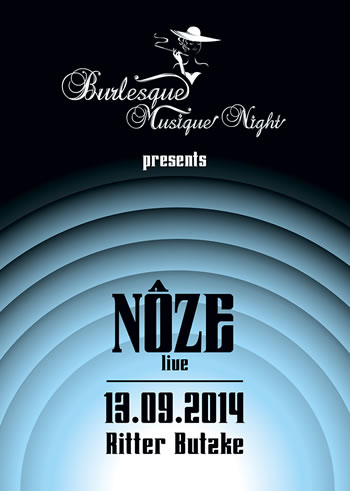 Burlesque
Musique Night
presents
NÔZE
live
13.09.2014
Ritter Butzke